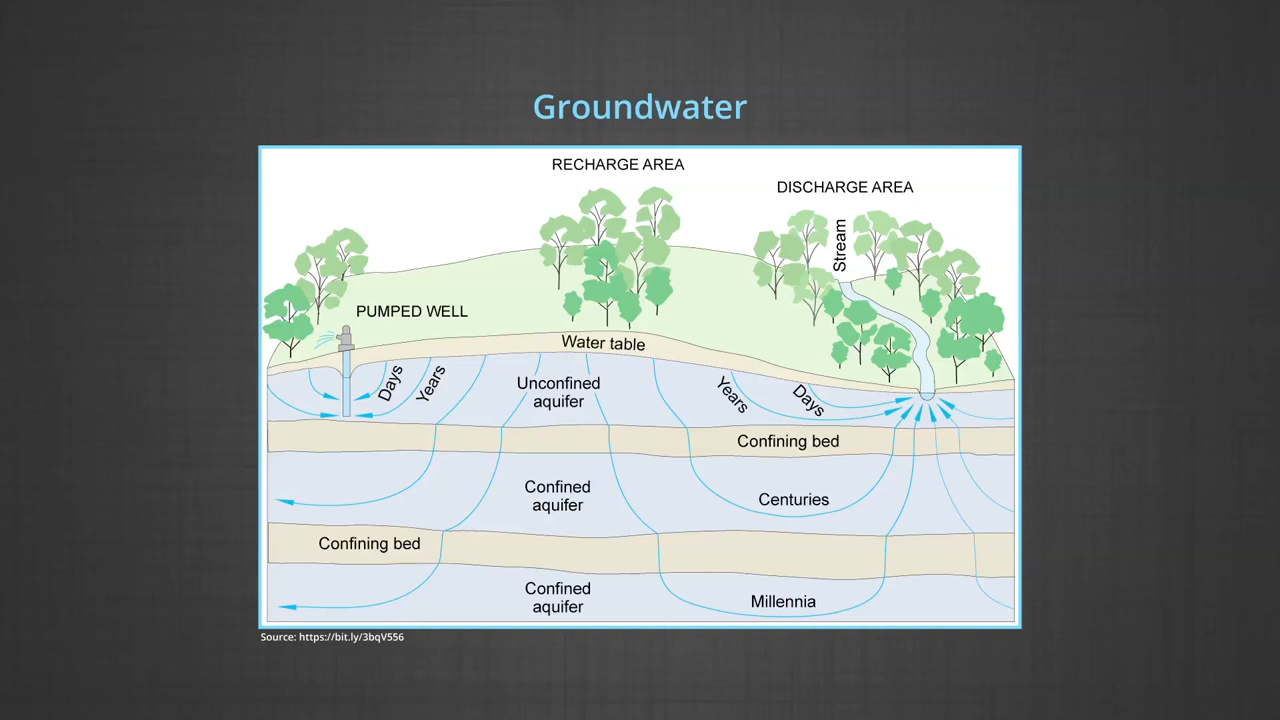 Groundwater
RECHARGE AREA
DISCHARGE AREA
Stream
PUMPED WELL
Water table
Days
Years
Unconfined
aquifer
Years
Days
Confining bed
Confined
aquifer
Centuries
Confining bed
Confined
aquifer
Millennia
Source: https://bit.ly/3bqV556